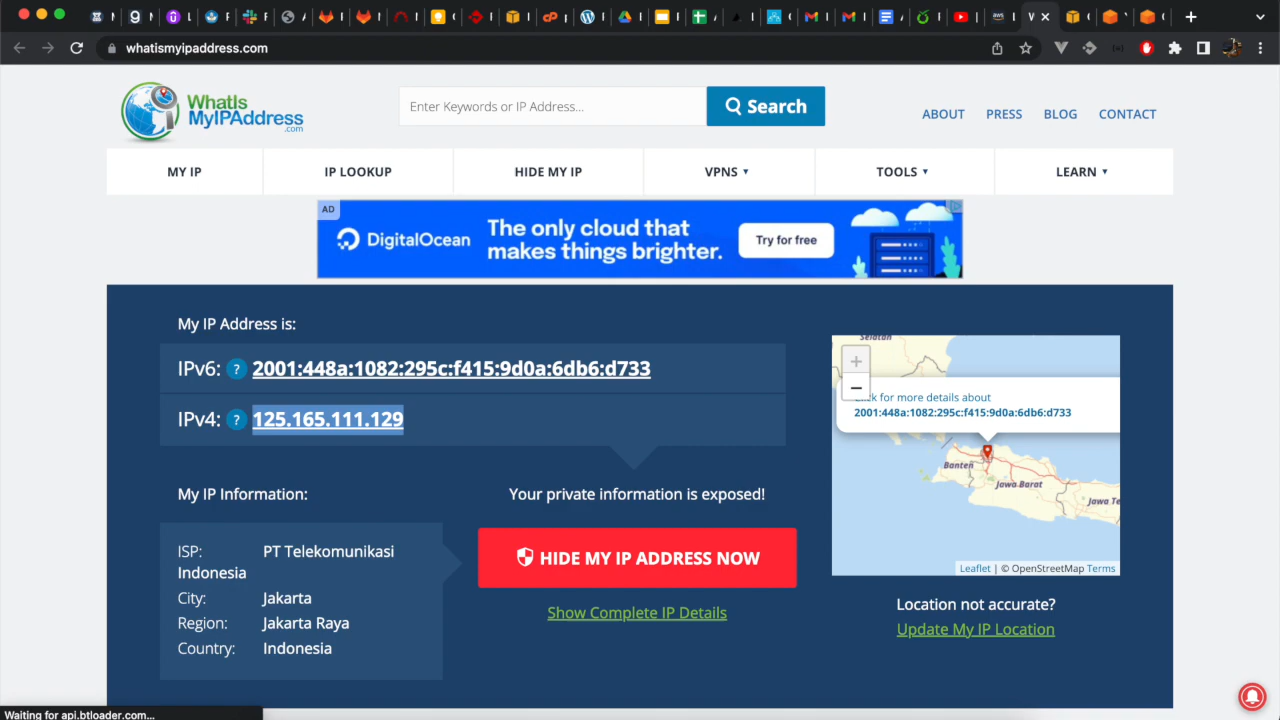 whatismyipaddress.com
WhatIs
MyIPAddress
.com
Enter Keywords or IP Address...
Search
ABOUT PRESS BLOG CONTACT
MY IP IP LOOKUP HIDE MY IP VPNS TOOLS LEARN
AD
DigitalOcean
The only cloud that
makes things brighter.
Try for free
My IP Address is:
IPv6: ? 2001:448a:1082:295c:f415:9d0a:6db6:d733
IPv4: ? 125.165.111.129
My IP Information:
ISP: PT Telekomunikasi
Indonesia
City: Jakarta
Region: Jakarta Raya
Country: Indonesia
Your private information is exposed!
HIDE MY IP ADDRESS NOW
Show Complete IP Details
Selatan
+
−
for more details about
2001:448a:1082:295c:f415:9d0a:6db6:d733
Banten
Jawa Barat
Jawa Te
Leaflet | © OpenStreetMap Terms
Location not accurate?
Update My IP Location
Waiting for api.btloader.com...